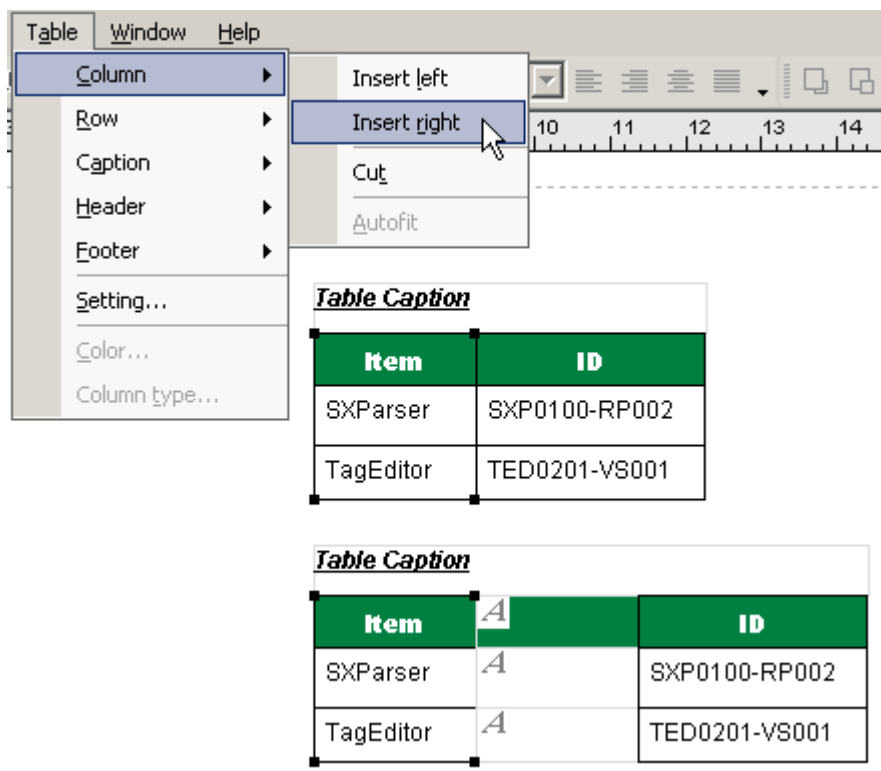 Table Window Help
Column
Row
Caption
Header
Footer
Setting...
Color...
Column type...
Insert left
Insert right
Cut
Autofit
10 11 12 13 14
Table Caption
Item ID
SXParser SXP0100-RP002
TagEditor TED0201-VS001
Table Caption
Item A ID
SXParser A SXP0100-RP002
TagEditor A TED0201-VS001